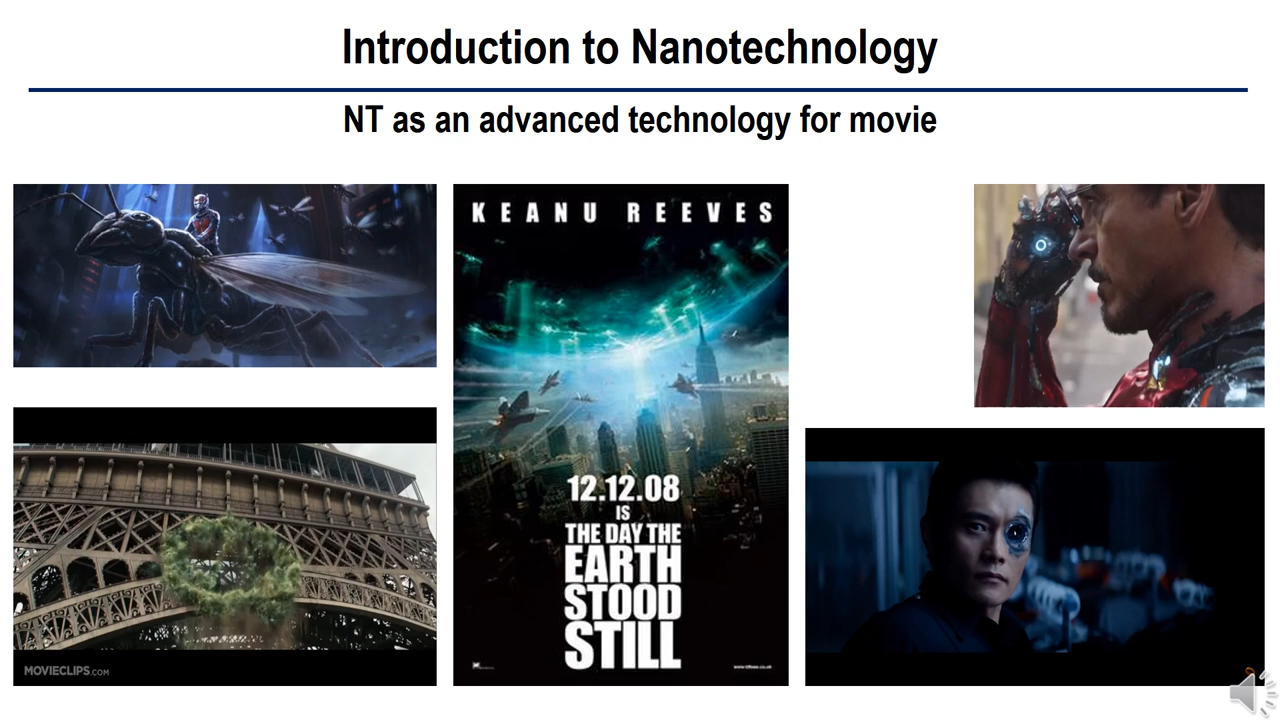 Introduction to Nanotechnology
NT as an advanced technology for movie
KEANU REEVES
12.12.08
IS
THE DAY THE
EARTH
STOOD
STILL
MOVIECLIPS.COM